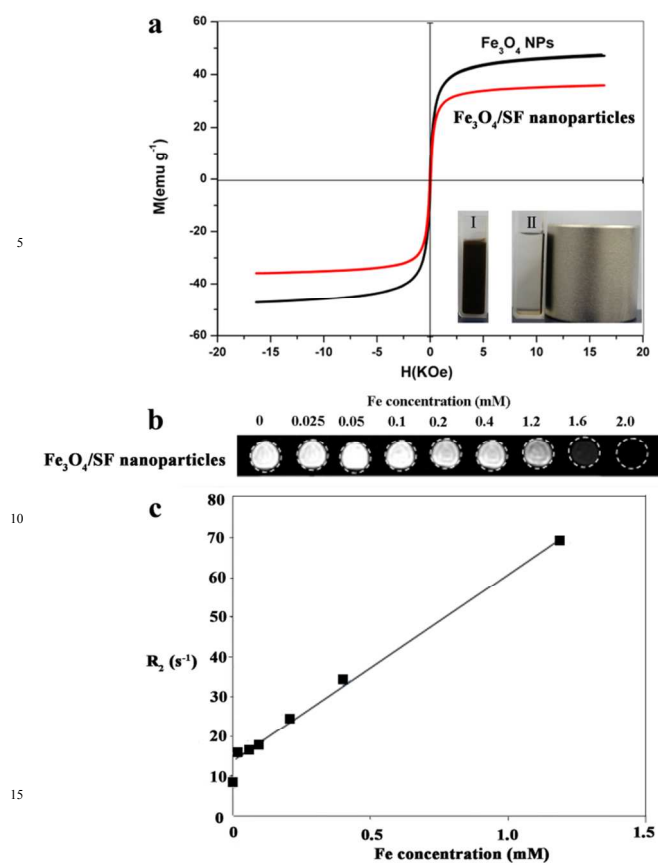 a
60
40
20
0
-20
-40
-60
M(emu g⁻¹)
Fe₃O₄ NPs
Fe₃O₄/SF nanoparticles
I
II
-20
-15
-10
-5
0
5
10
15
20
H(KOe)
5
b
Fe concentration (mM)
0 0.025 0.05 0.1 0.2 0.4 1.2 1.6 2.0
Fe₃O₄/SF nanoparticles
10
c
80
70
60
50
40
30
20
10
0
R₂ (s⁻¹)
0 0.5 1.0 1.5
Fe concentration (mM)
15